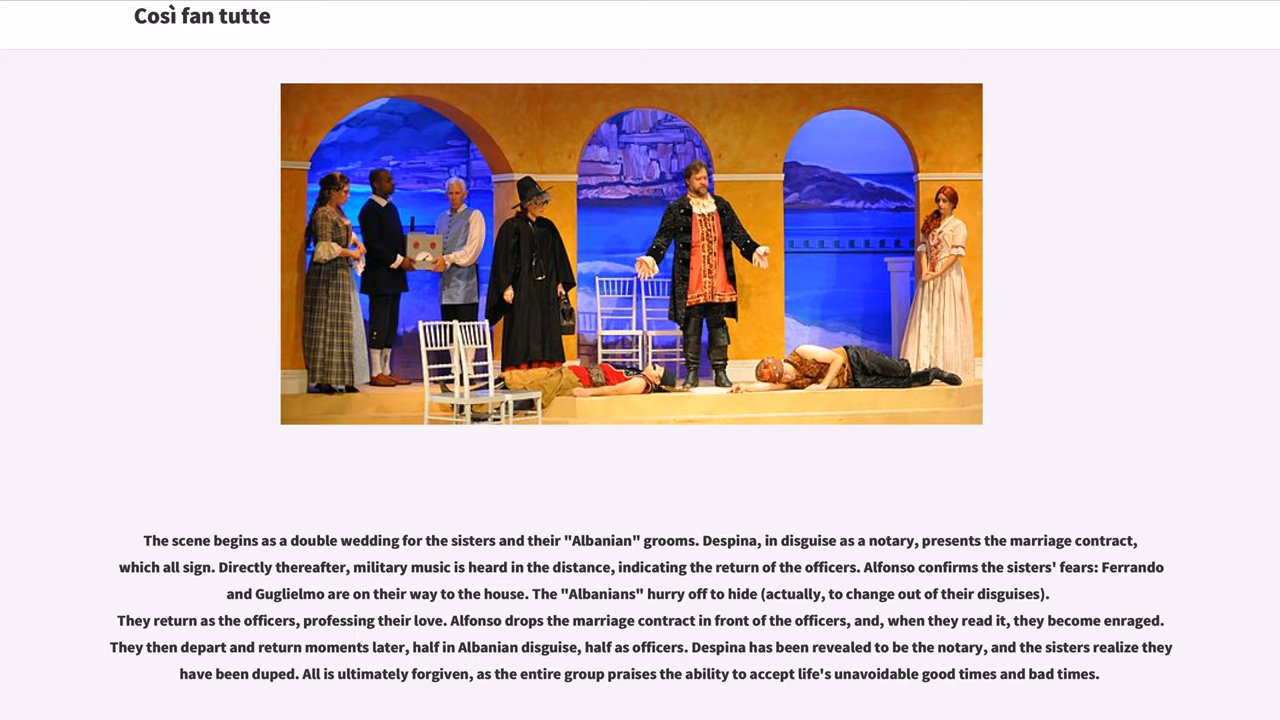 Così fan tutte
The scene begins as a double wedding for the sisters and their "Albanian" grooms. Despina, in disguise as a notary, presents the marriage contract,
which all sign. Directly thereafter, military music is heard in the distance, indicating the return of the officers. Alfonso confirms the sisters' fears: Ferrando
and Guglielmo are on their way to the house. The "Albanians" hurry off to hide (actually, to change out of their disguises).
They return as the officers, professing their love. Alfonso drops the marriage contract in front of the officers, and, when they read it, they become enraged.
They then depart and return moments later, half in Albanian disguise, half as officers. Despina has been revealed to be the notary, and the sisters realize they
have been duped. All is ultimately forgiven, as the entire group praises the ability to accept life's unavoidable good times and bad times.